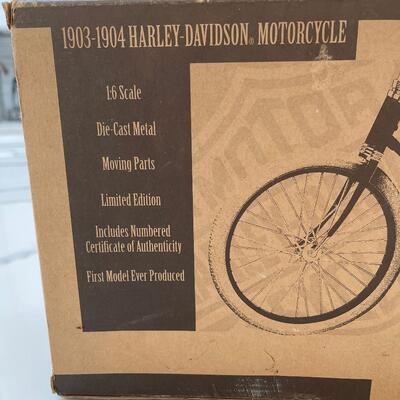 1903-1904 HARLEY-DAVIDSON® MOTORCYCLE
1:6 Scale
Die-Cast Metal
Moving Parts
Limited Edition
Includes Numbered
Certificate of Authenticity
First Model Ever Produced